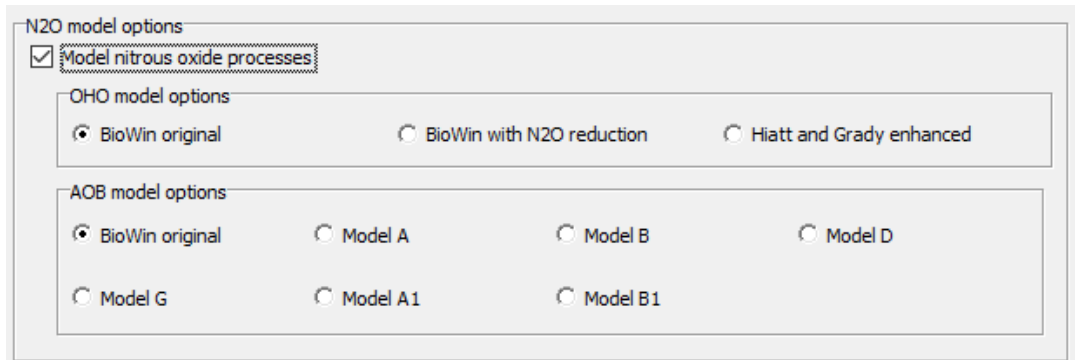 N2O model options
Model nitrous oxide processes
OHO model options
BioWin original BioWin with N2O reduction Hiatt and Grady enhanced
AOB model options
BioWin original Model A Model B Model D
Model G Model A1 Model B1